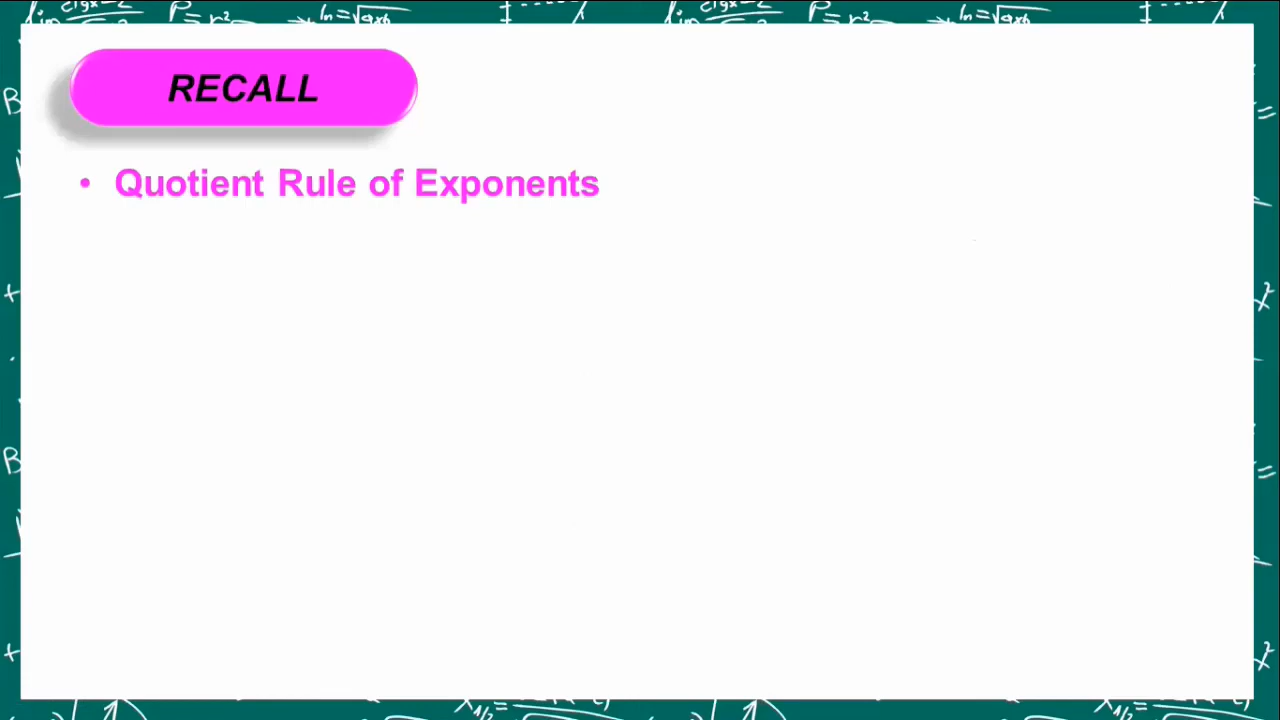 RECALL
• Quotient Rule of Exponents